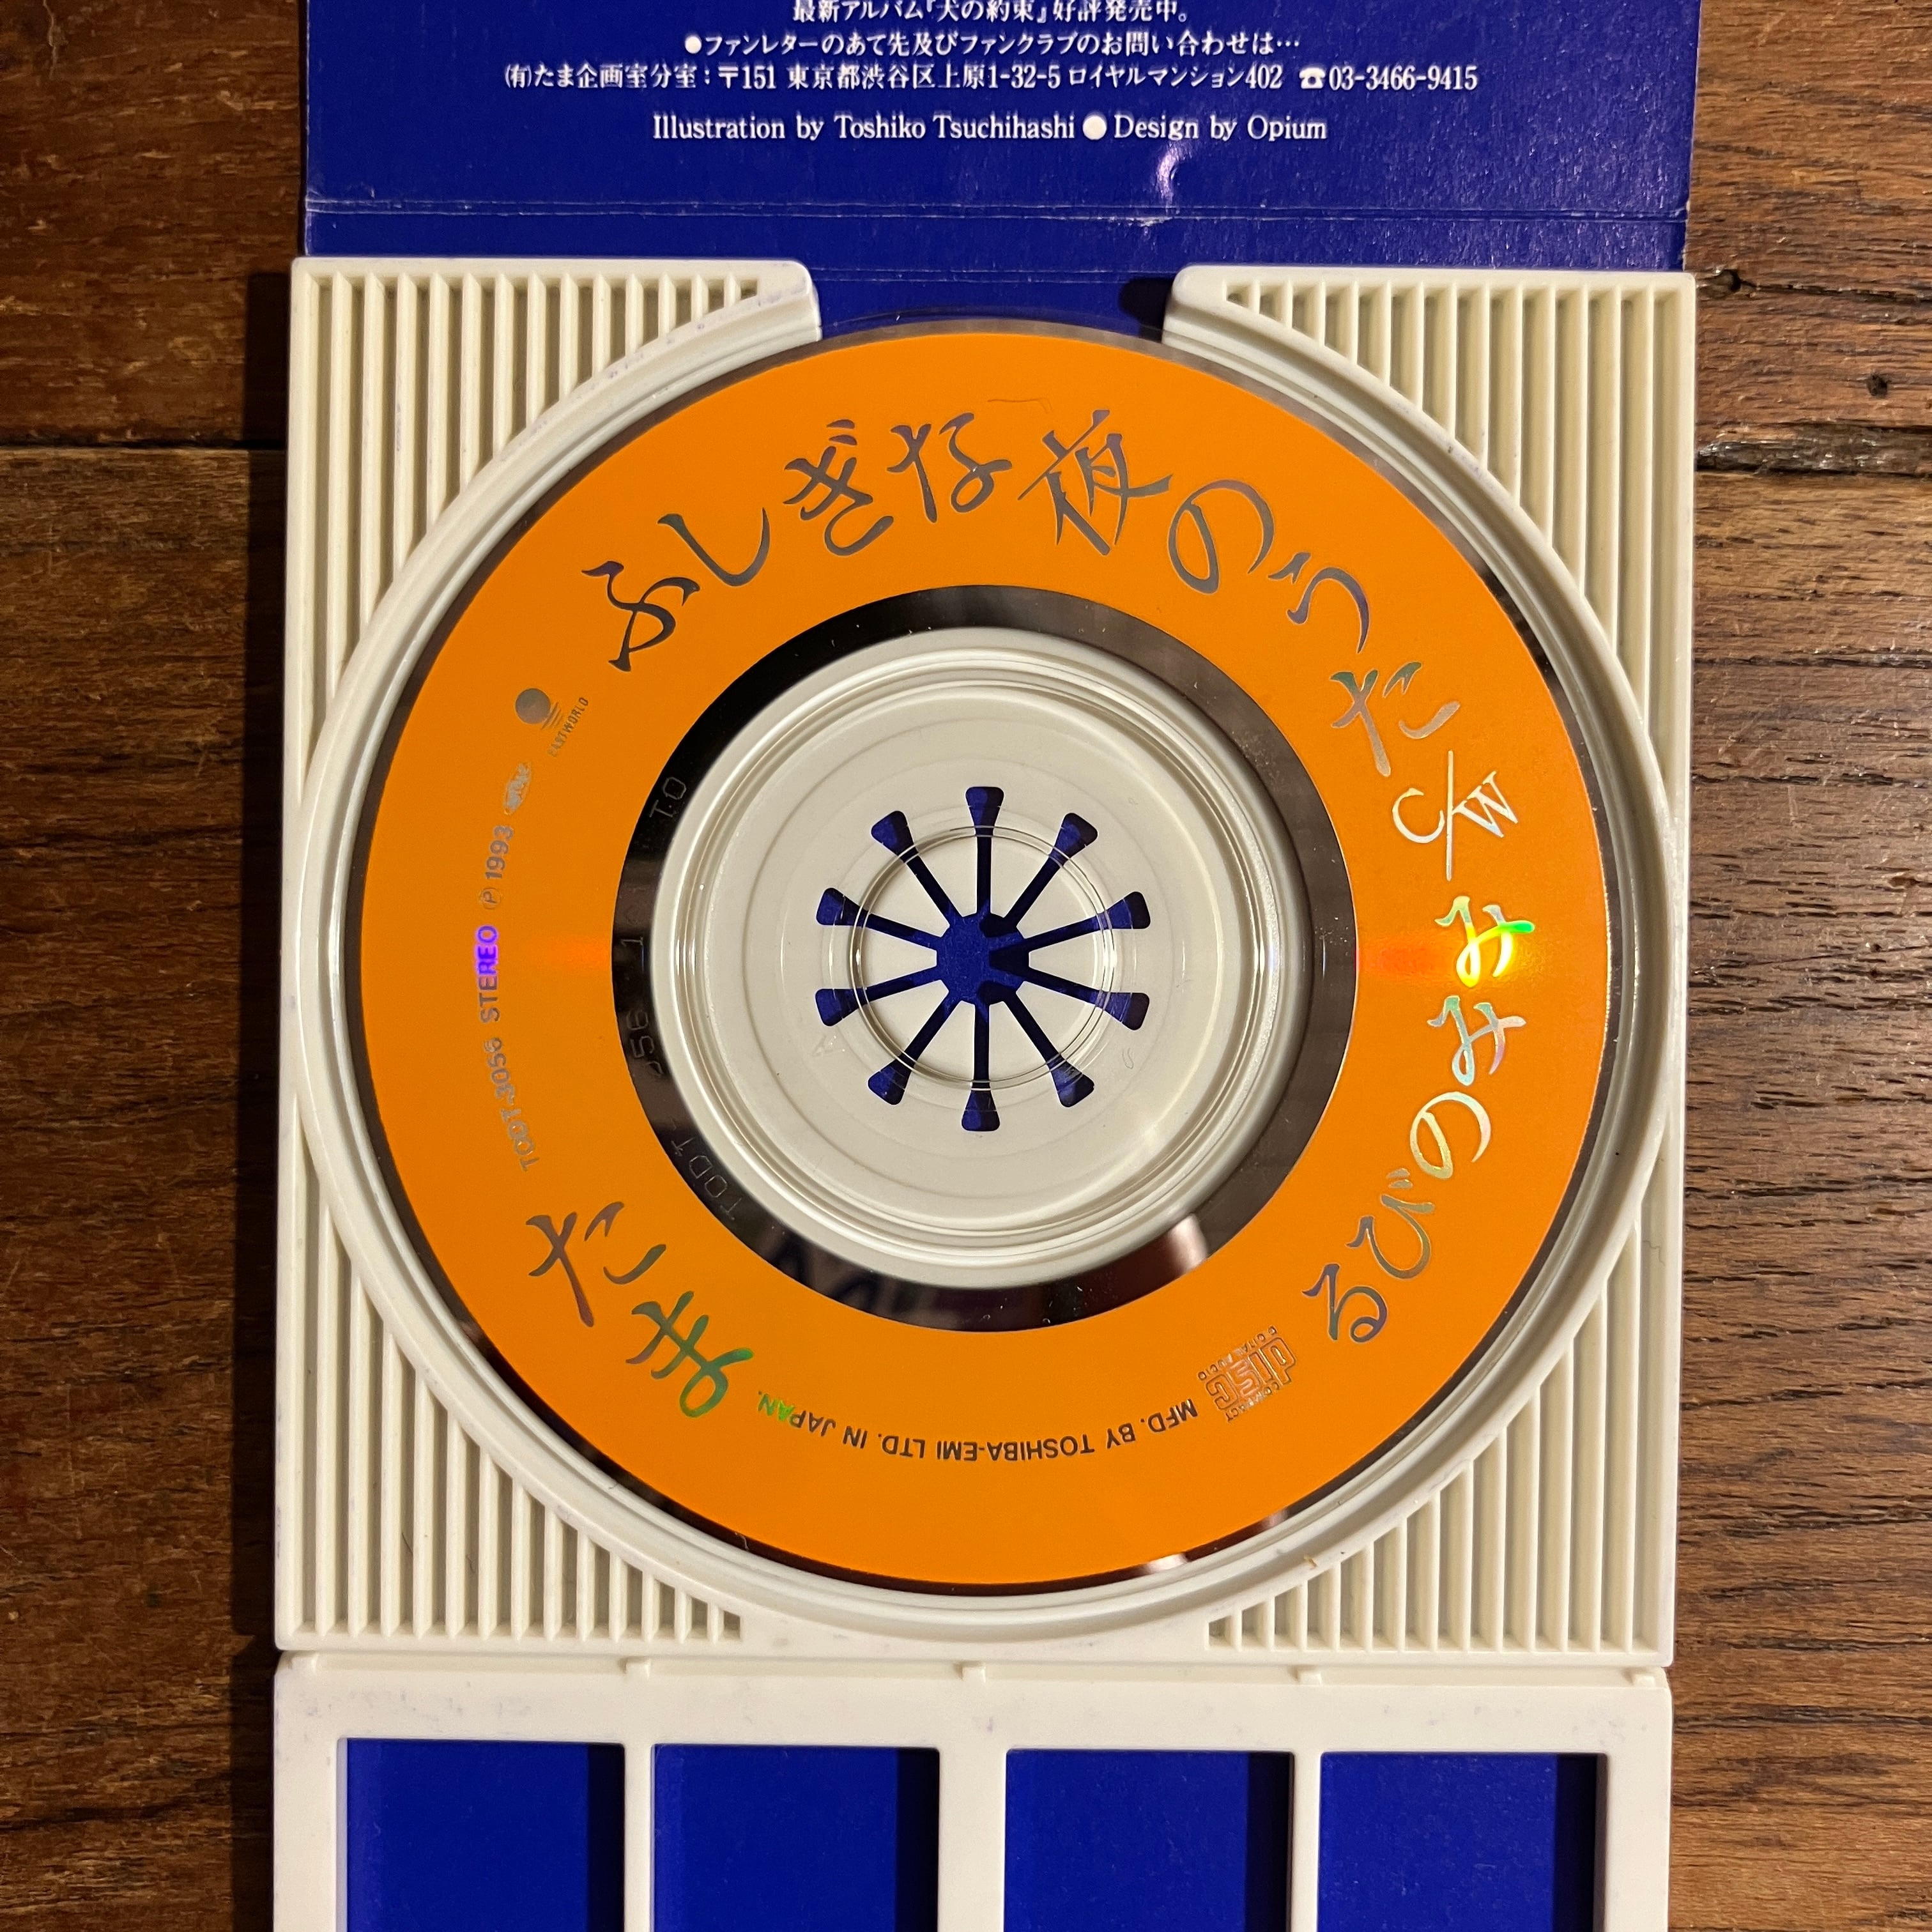 最新アルバム『犬の約束』好評発売中。
●ファンレターのあて先及びファンクラブのお問い合わせは…
㈲たま企画室分室：〒151 東京都渋谷区上原1-32-5 ロイヤルマンション402 ☎03-3466-9415
Illustration by Toshiko Tsuchihashi ● Design by Opium
ふしぎな夜のうた
C/W
みみのびる
たま
EASTWORLD
TODT-3056 STEREO Ⓟ 1993
COMPACT
disc
DIGITAL AUDIO
MFD. BY TOSHIBA-EMI LTD. IN JAPAN.